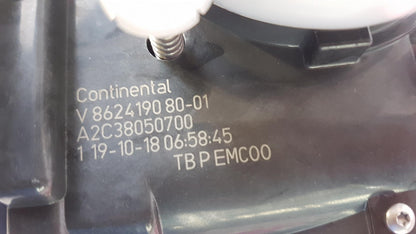 Continental
V 8624190 80-01
A2C38050700
1 19-10-18 06:58:45
TB P EMC00